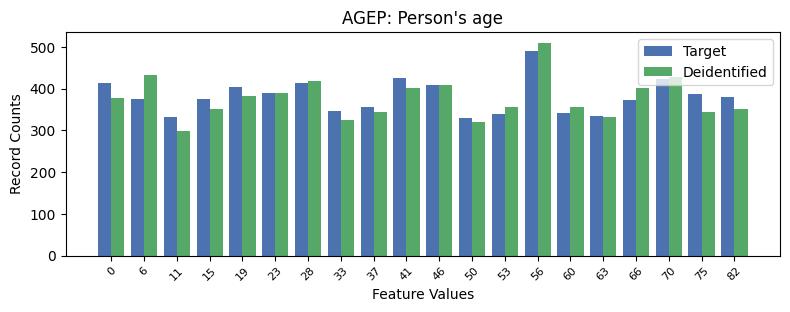 AGEP: Person's age
Target
Deidentified
Record Counts
500
400
300
200
100
0
0 6 11 15 19 23 28 33 37 41 46 50 53 56 60 63 66 70 75 82
Feature Values